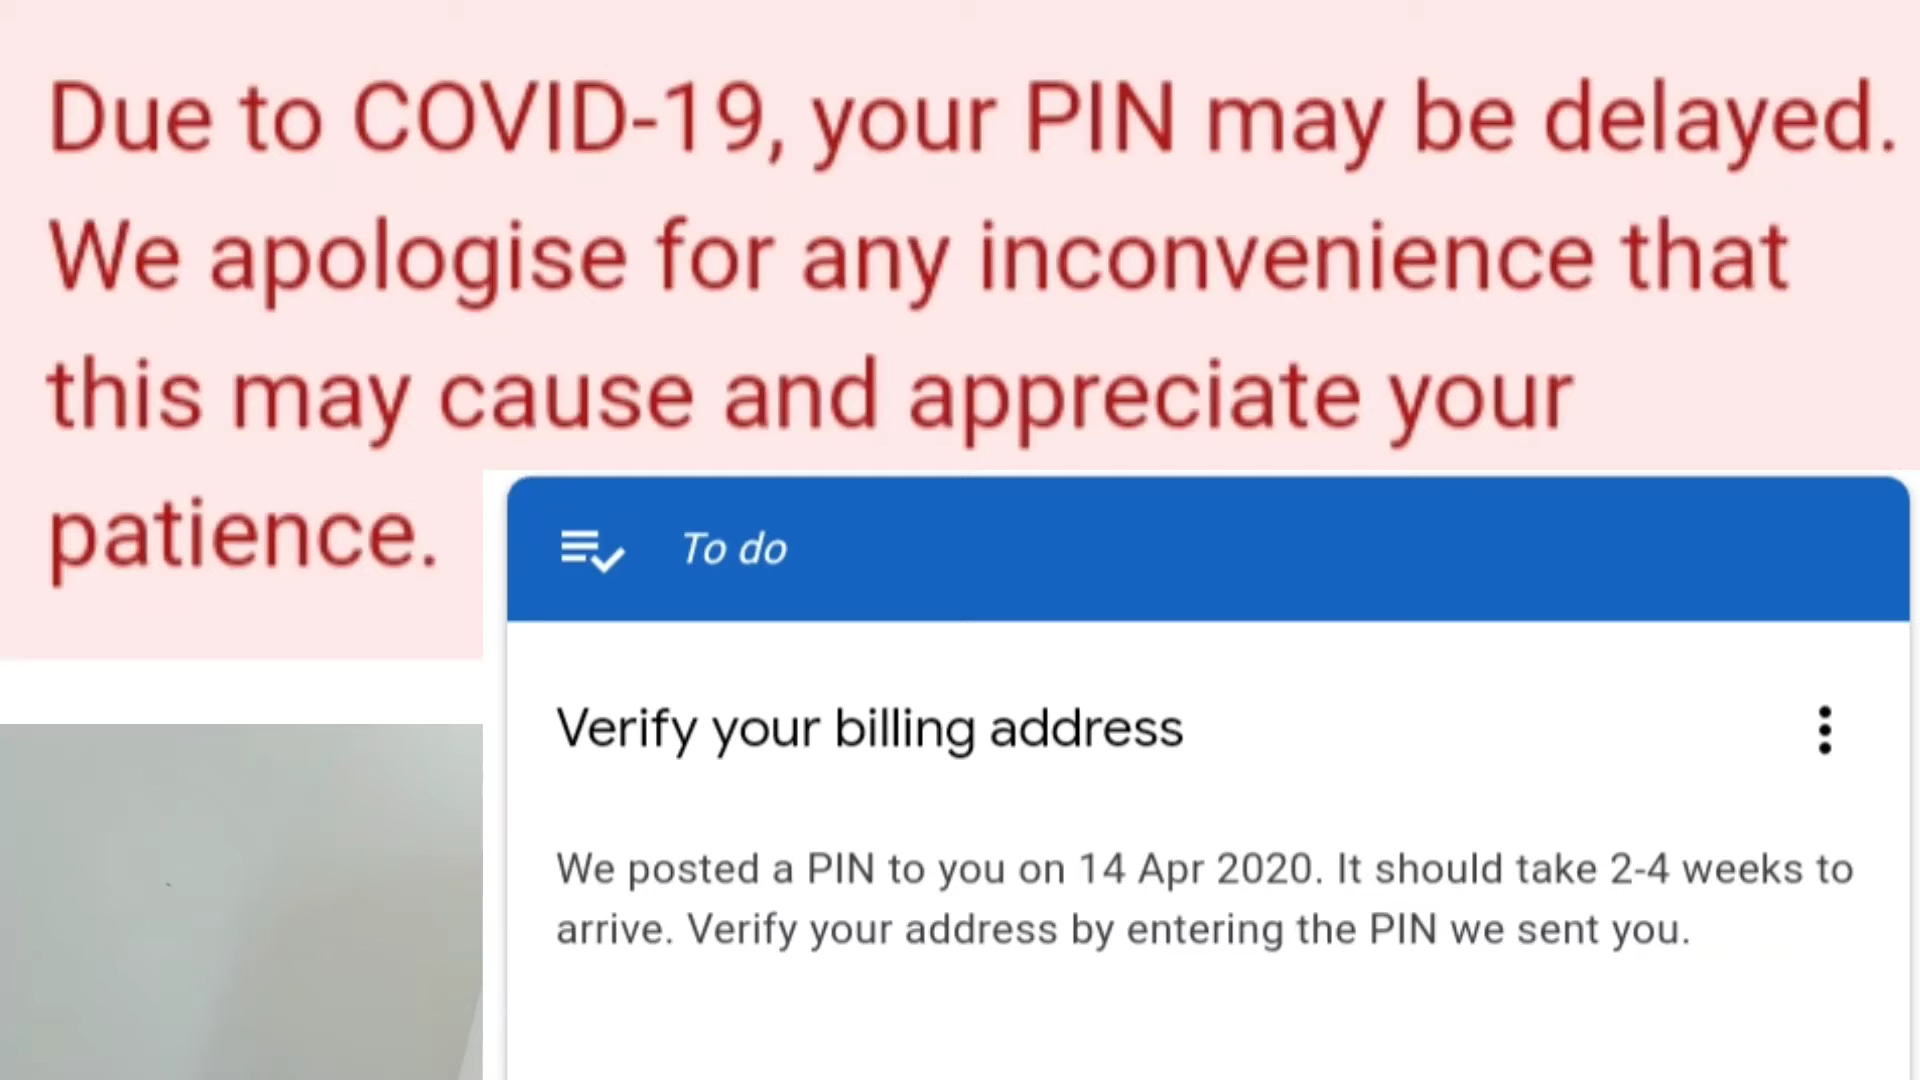 Due to COVID-19, your PIN may be delayed.
We apologise for any inconvenience that
this may cause and appreciate your
patience.
To do
Verify your billing address
We posted a PIN to you on 14 Apr 2020. It should take 2-4 weeks to
arrive. Verify your address by entering the PIN we sent you.